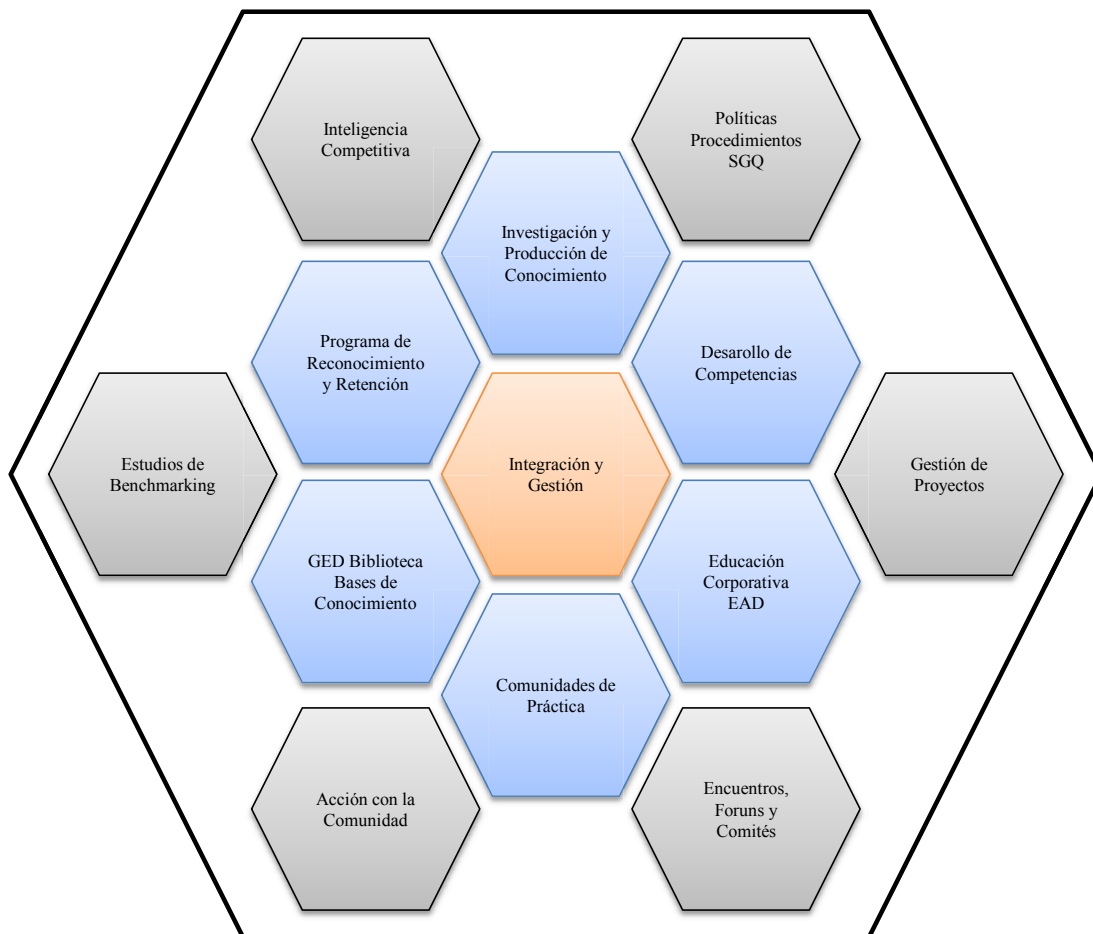 Inteligencia
Competitiva
Políticas
Procedimientos
SGQ
Investigación y
Producción de
Conocimiento
Programa de
Reconocimiento
y Retención
Desarollo de
Competencias
Estudios de
Benchmarking
Integración y
Gestión
Gestión de
Proyectos
GED Biblioteca
Bases de
Conocimiento
Educación
Corporativa
EAD
Comunidades de
Práctica
Acción con la
Comunidad
Encuentros,
Foruns y
Comités